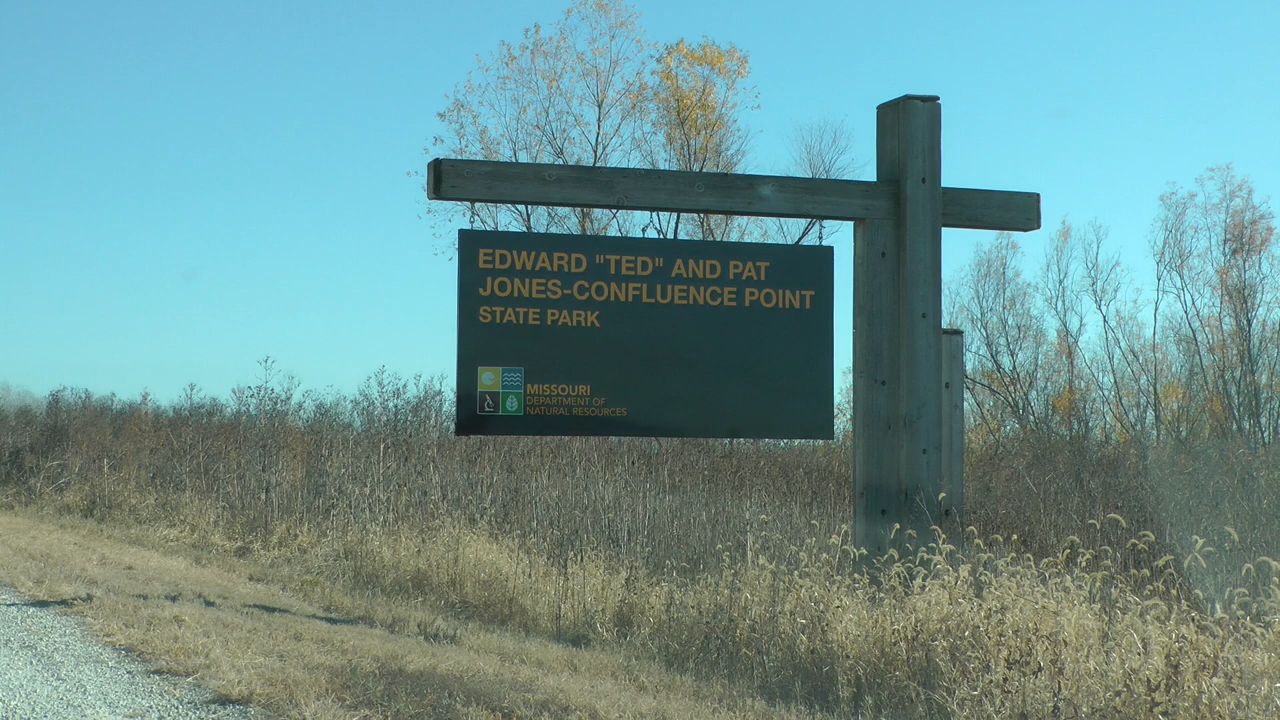 EDWARD "TED" AND PAT
JONES-CONFLUENCE POINT
STATE PARK
MISSOURI
DEPARTMENT OF
NATURAL RESOURCES